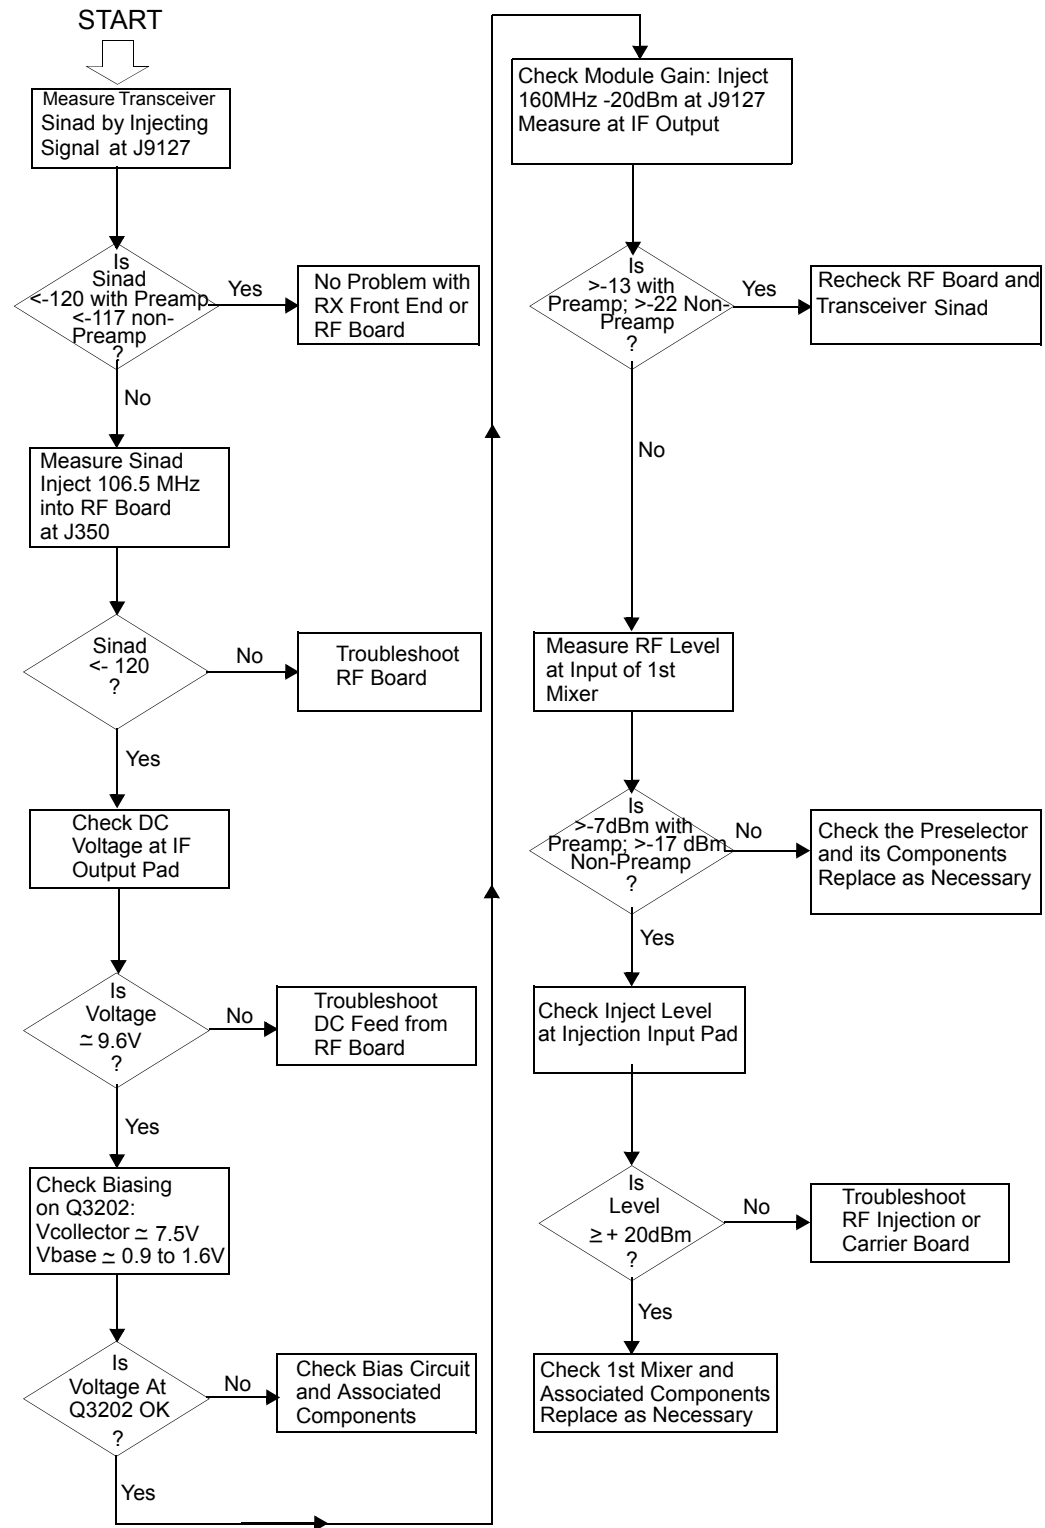 START
Measure Transceiver
Sinad by Injecting
Signal at J9127
Is
Sinad
<-120 with Preamp
<-117 non-
Preamp
?
Yes
No Problem with
RX Front End or
RF Board
No
Measure Sinad
Inject 106.5 MHz
into RF Board
at J350
Sinad
<- 120
?
No
Troubleshoot
RF Board
Yes
Check DC
Voltage at IF
Output Pad
Is
Voltage
≃ 9.6V
?
No
Troubleshoot
DC Feed from
RF Board
Yes
Check Biasing
on Q3202:
Vcollector ≃ 7.5V
Vbase ≃ 0.9 to 1.6V
Is
Voltage At
Q3202 OK
?
No
Check Bias Circuit
and Associated
Components
Yes
Check Module Gain: Inject
160MHz -20dBm at J9127
Measure at IF Output
Is
>-13 with
Preamp; >-22 Non-
Preamp
?
Yes
Recheck RF Board and
Transceiver Sinad
No
Measure RF Level
at Input of 1st
Mixer
Is
>-7dBm with
Preamp; >-17 dBm
Non-Preamp
?
No
Check the Preselector
and its Components
Replace as Necessary
Yes
Check Inject Level
at Injection Input Pad
Is
Level
≥ + 20dBm
?
No
Troubleshoot
RF Injection or
Carrier Board
Yes
Check 1st Mixer and
Associated Components
Replace as Necessary